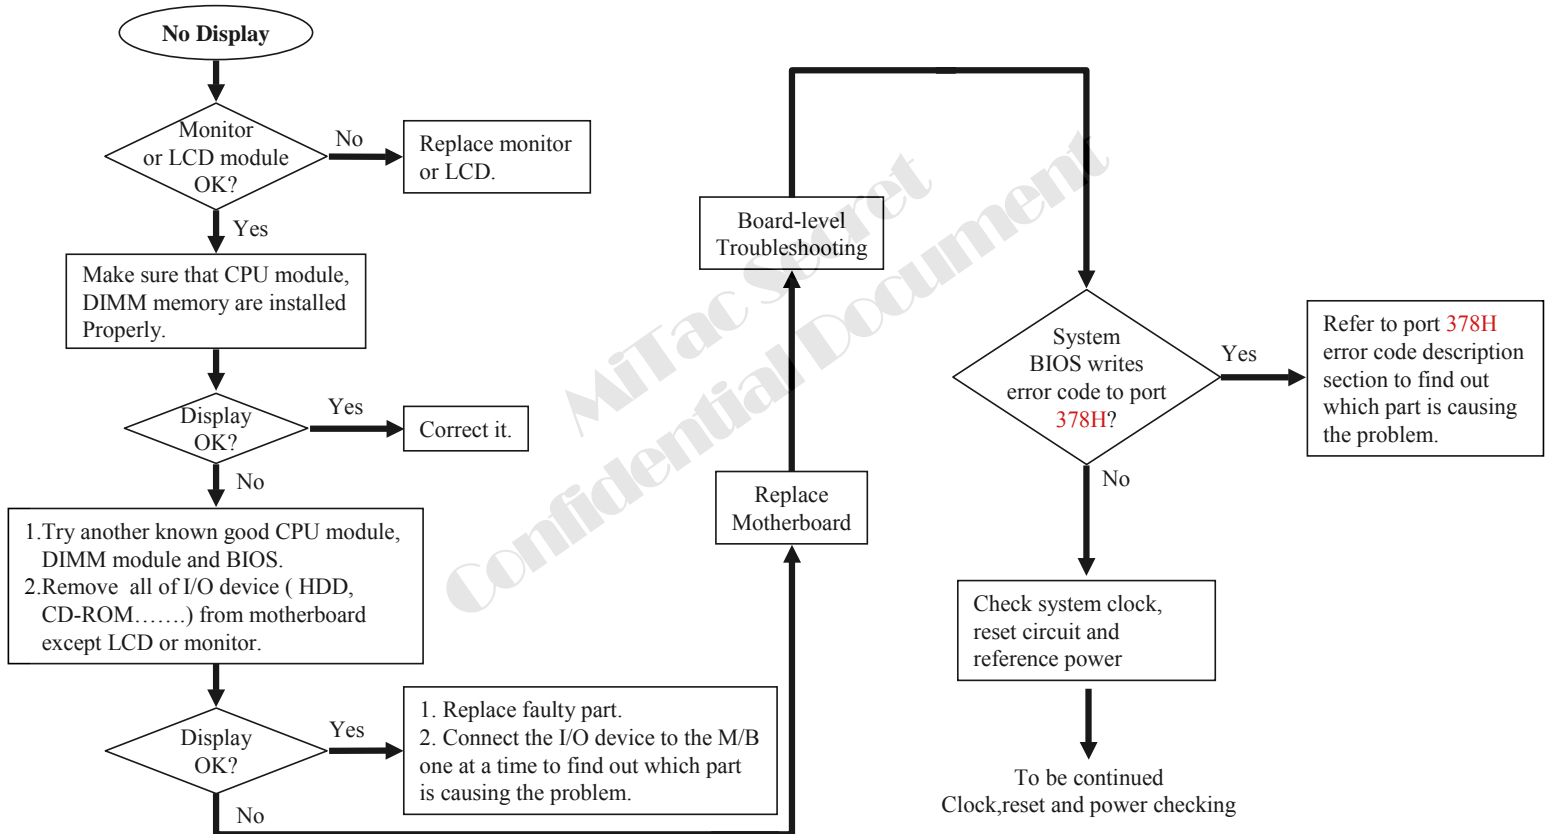 No Display
Monitor
or LCD module
OK?
No
Replace monitor
or LCD.
Yes
Make sure that CPU module,
DIMM memory are installed
Properly.
Display
OK?
Yes
Correct it.
No
1.Try another known good CPU module,
DIMM module and BIOS.
2.Remove all of I/O device ( HDD,
CD-ROM…….) from motherboard
except LCD or monitor.
Display
OK?
Yes
1. Replace faulty part.
2. Connect the I/O device to the M/B
one at a time to find out which part
is causing the problem.
No
Replace
Motherboard
Board-level
Troubleshooting
System
BIOS writes
error code to port
378H?
Yes
Refer to port 378H
error code description
section to find out
which part is causing
the problem.
No
Check system clock,
reset circuit and
reference power
To be continued
Clock,reset and power checking
MiTac Secret
Confidential Document